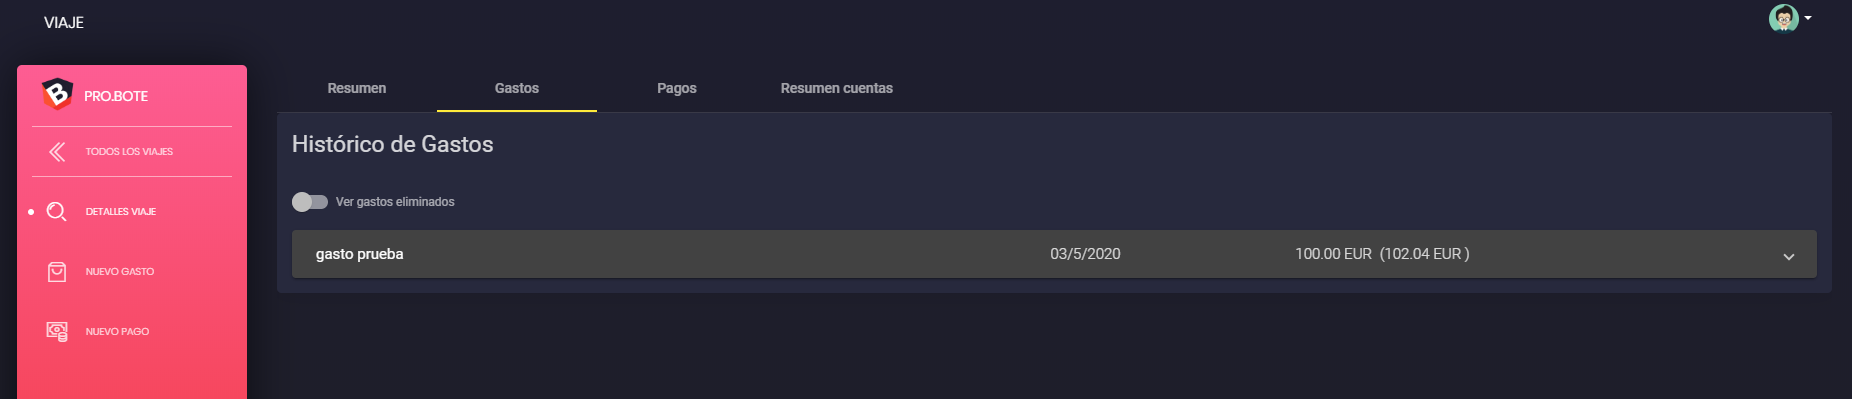 VIAJE
PRO.BOTE
TODOS LOS VIAJES
DETALLES VIAJE
NUEVO GASTO
NUEVO PAGO
Resumen Gastos Pagos Resumen cuentas
Histórico de Gastos
Ver gastos eliminados
gasto prueba 03/5/2020 100.00 EUR (102.04 EUR )